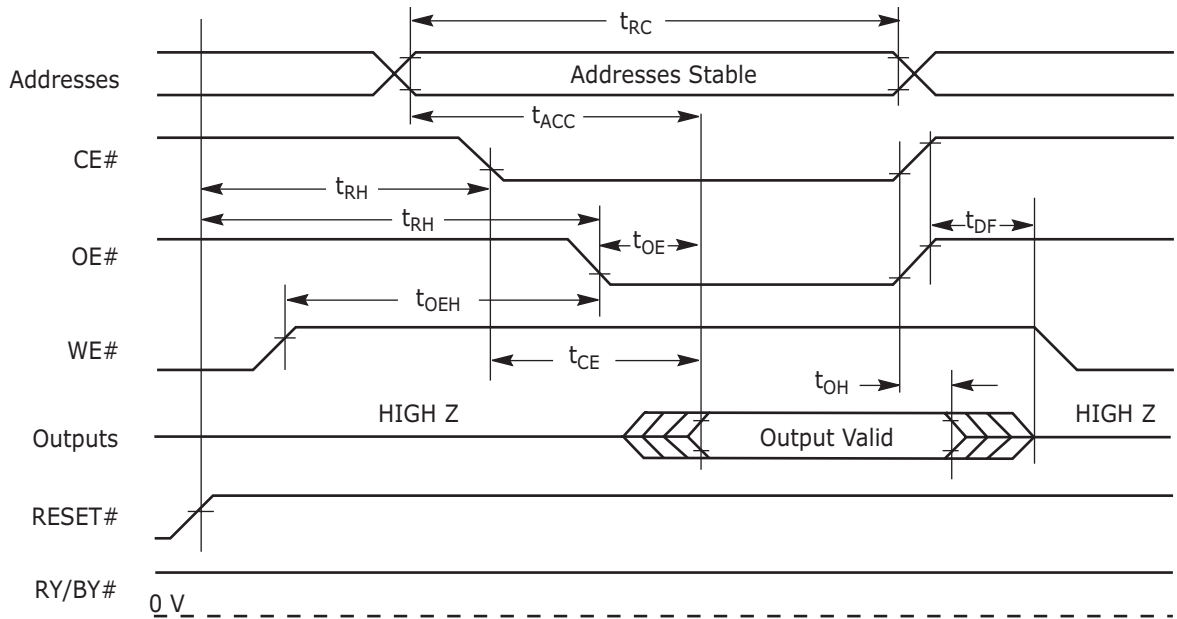 tRC
Addresses
Addresses Stable
tACC
CE#
tRH
tRH
tDF
OE#
tOE
tOEH
WE#
tCE
tOH
HIGH Z
HIGH Z
Outputs
Output Valid
RESET#
RY/BY#
0 V